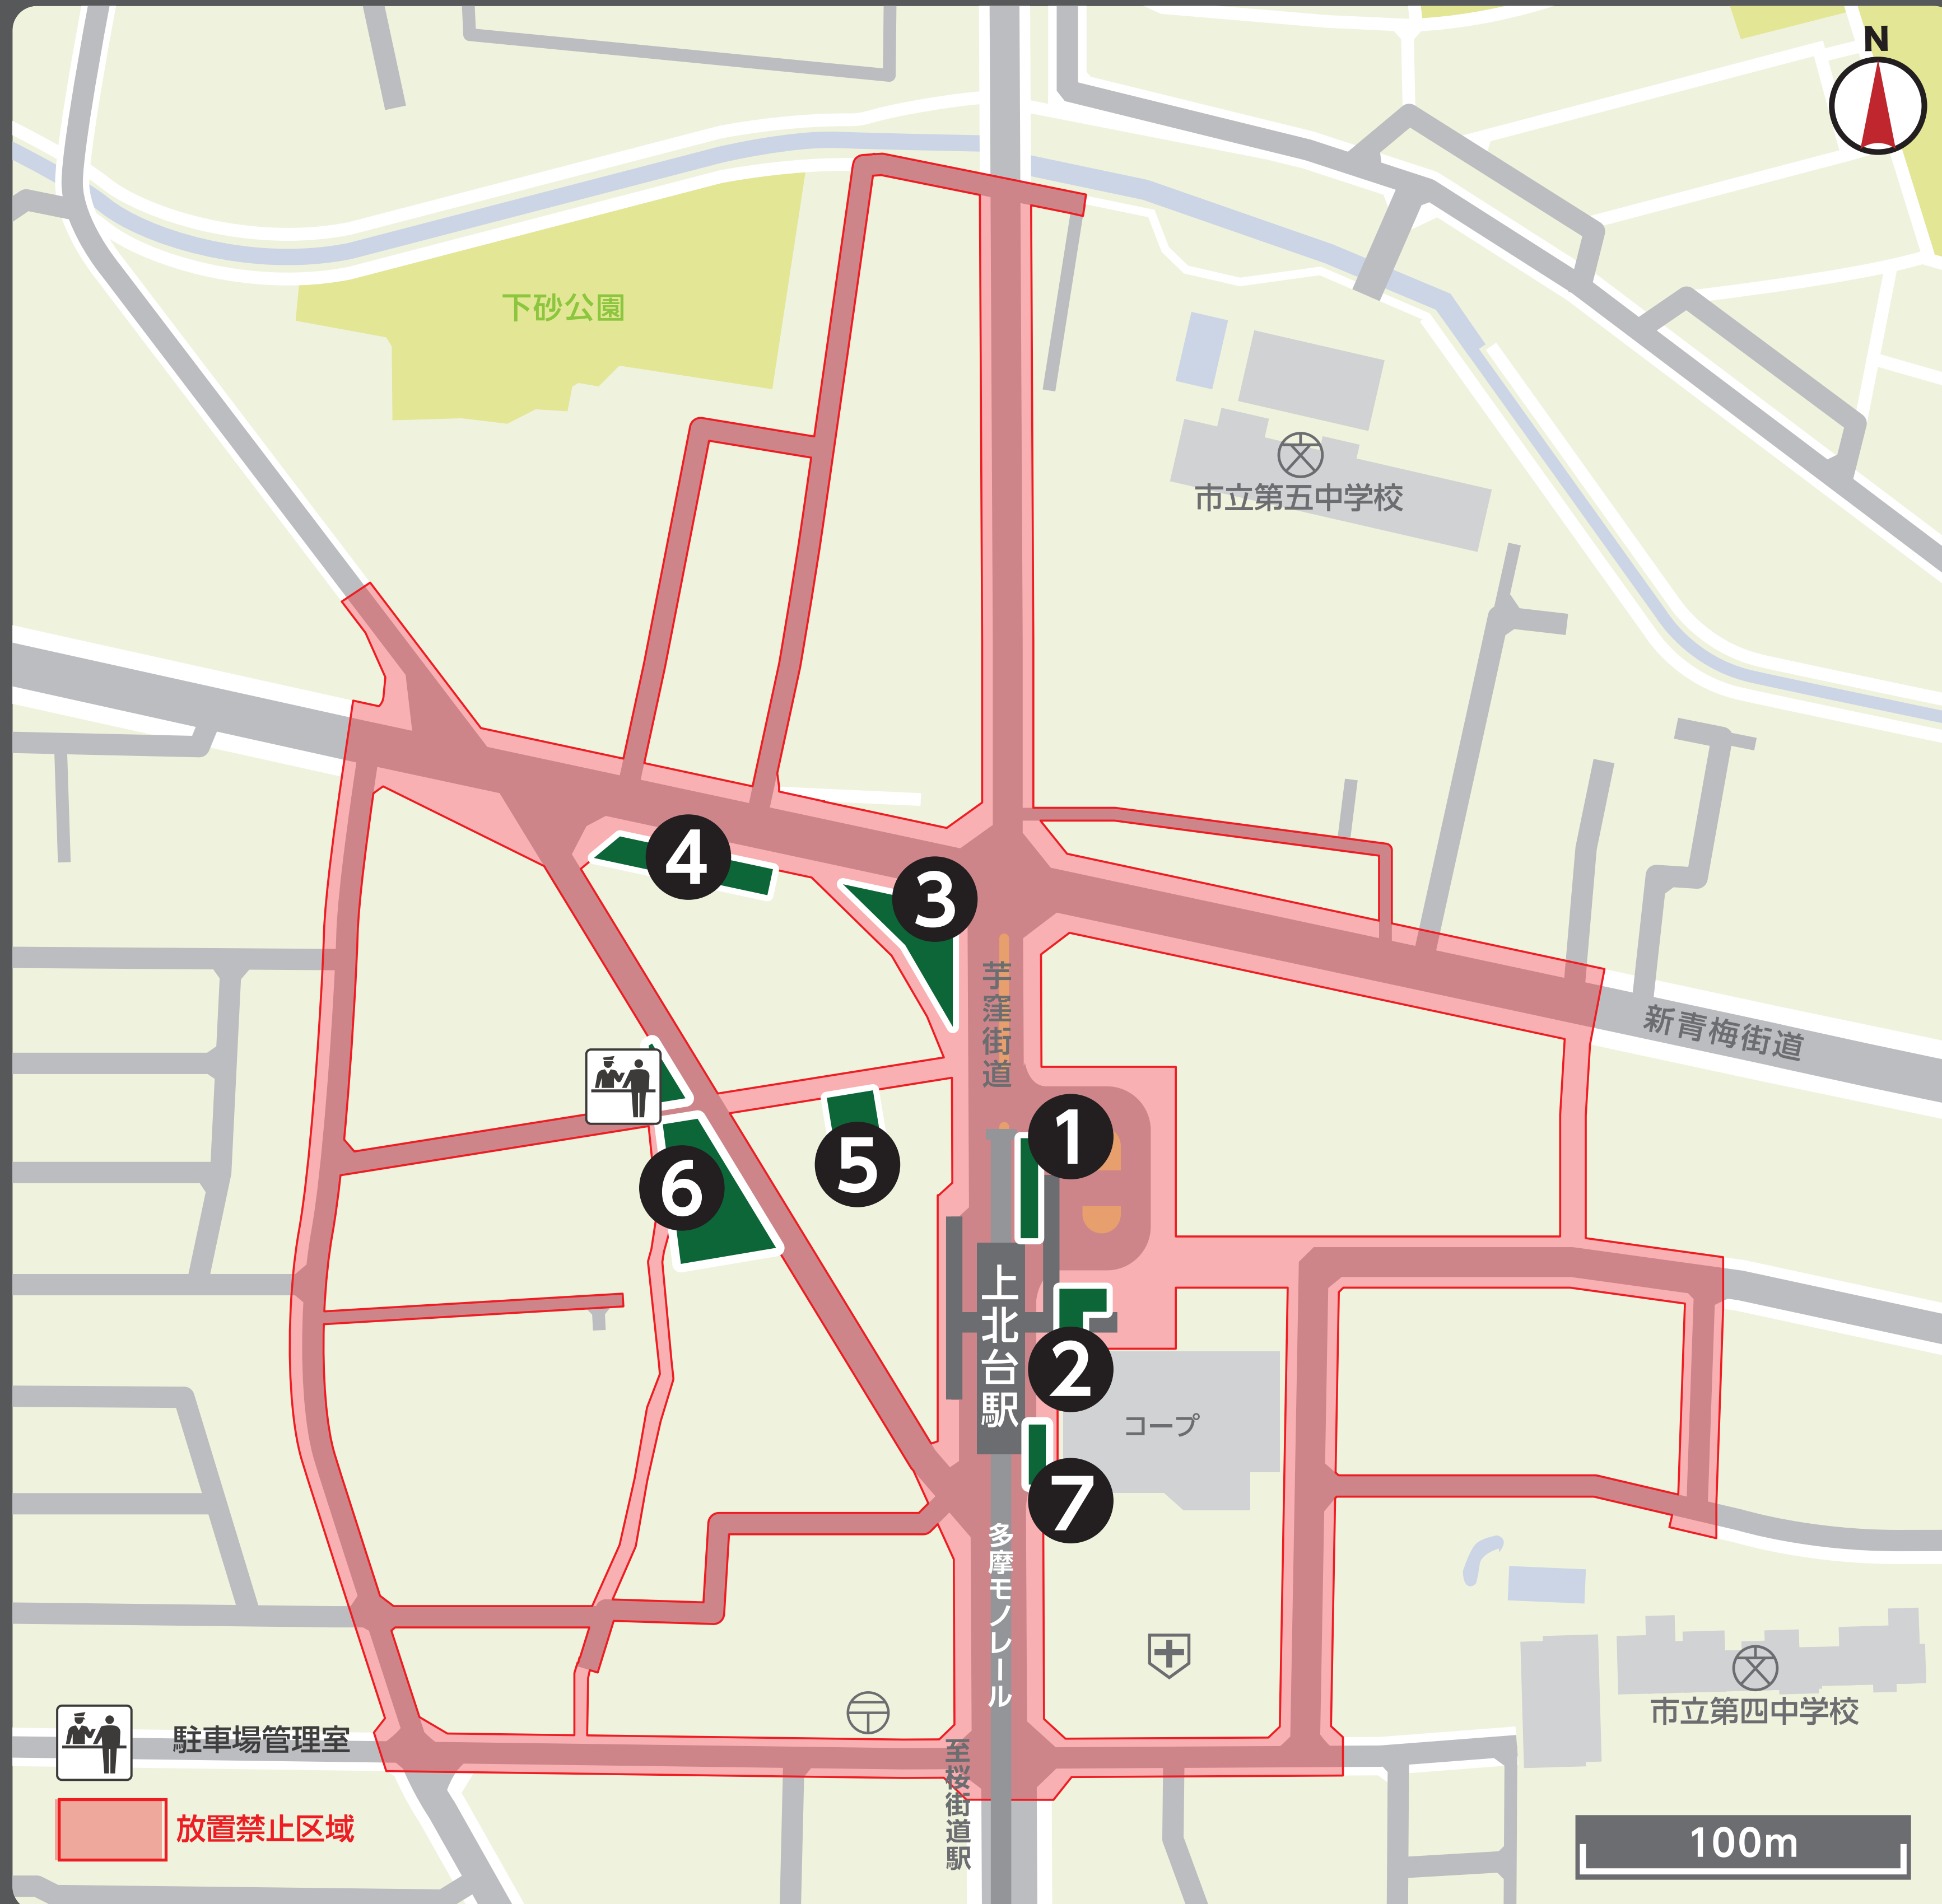 N
下砂公園
市立第五中学校
4
3
芋窪街道
新青梅街道
1
5
6
上北台駅
2
コープ
7
多摩モノレール
市立第四中学校
駐車場管理室
至桜街道駅
放置禁止区域
100m